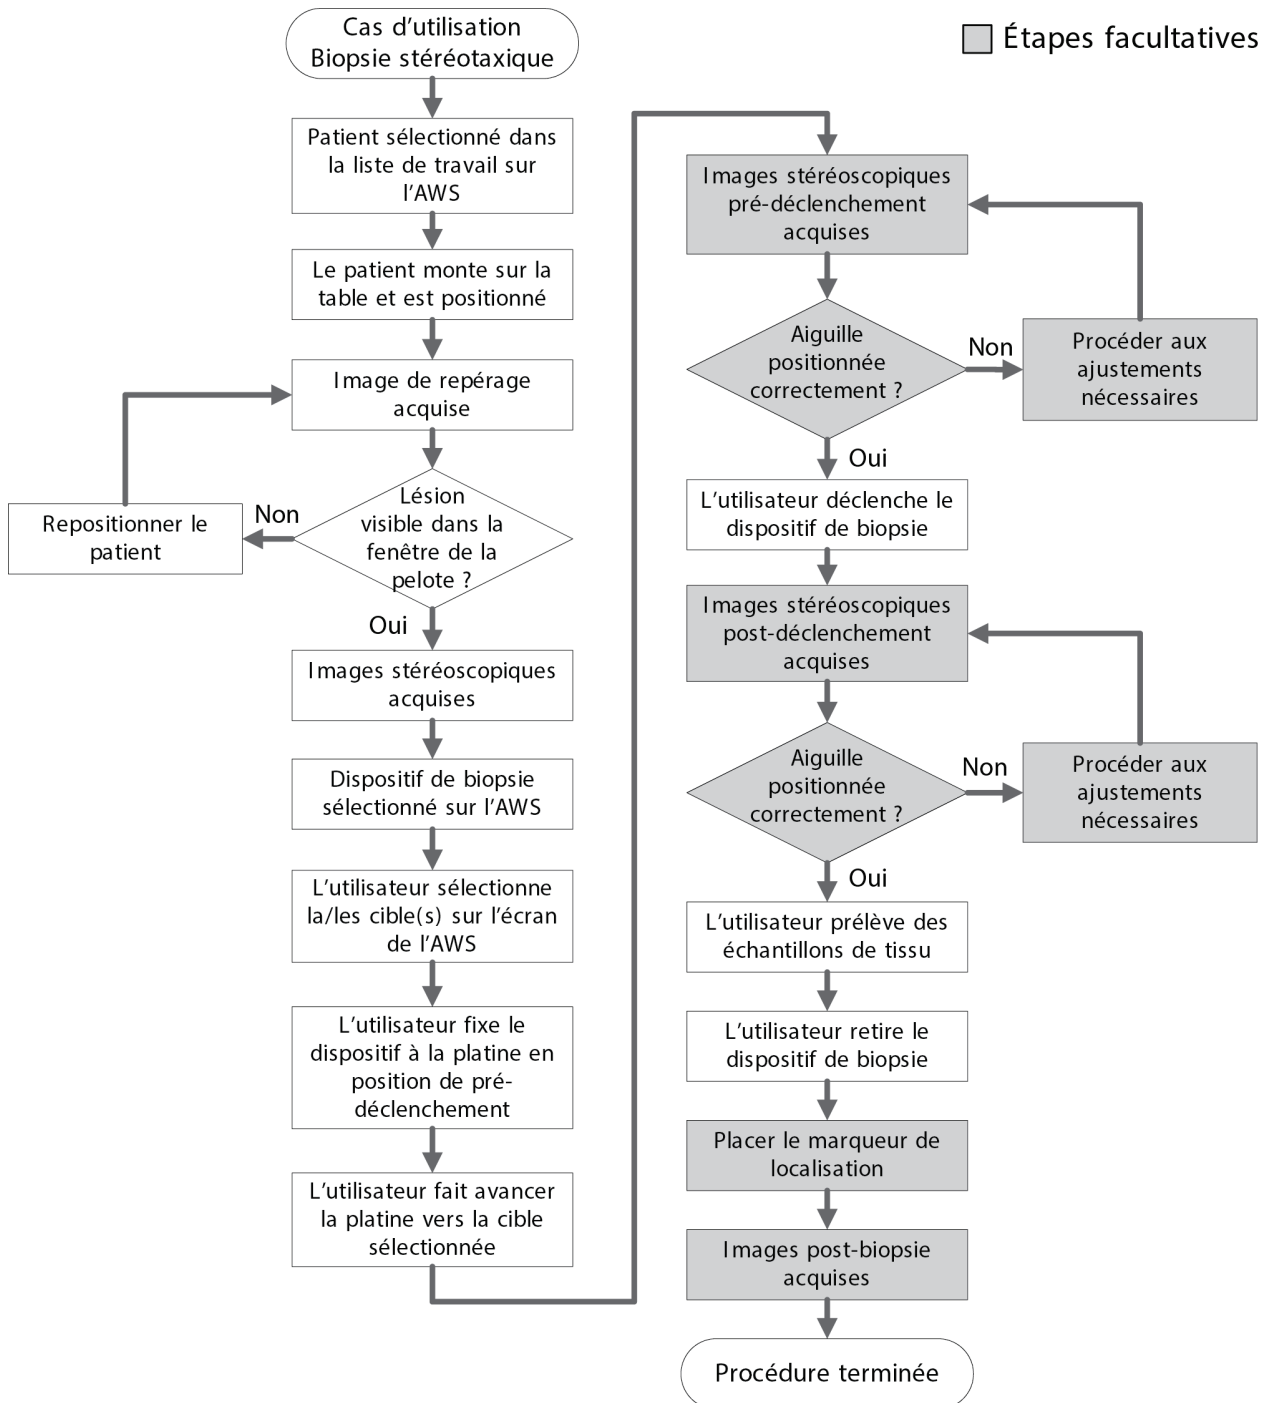 Cas d’utilisation
Biopsie stéréotaxique
Étapes facultatives
Patient sélectionné dans
la liste de travail sur
l’AWS
Le patient monte sur la
table et est positionné
Image de repérage
acquise
Lésion
visible dans la
fenêtre de la
pelote ?
Non
Repositionner le
patient
Oui
Images stéréoscopiques
acquises
Dispositif de biopsie
sélectionné sur l’AWS
L’utilisateur sélectionne
la/les cible(s) sur l’écran
de l’AWS
L’utilisateur fixe le
dispositif à la platine en
position de pré-
déclenchement
L’utilisateur fait avancer
la platine vers la cible
sélectionnée
Images stéréoscopiques
pré-déclenchement
acquises
Aiguille
positionnée
correctement ?
Non
Procéder aux
ajustements
nécessaires
Oui
L’utilisateur déclenche le
dispositif de biopsie
Images stéréoscopiques
post-déclenchement
acquises
Aiguille
positionnée
correctement ?
Non
Procéder aux
ajustements
nécessaires
Oui
L’utilisateur prélève des
échantillons de tissu
L’utilisateur retire le
dispositif de biopsie
Placer le marqueur de
localisation
Images post-biopsie
acquises
Procédure terminée